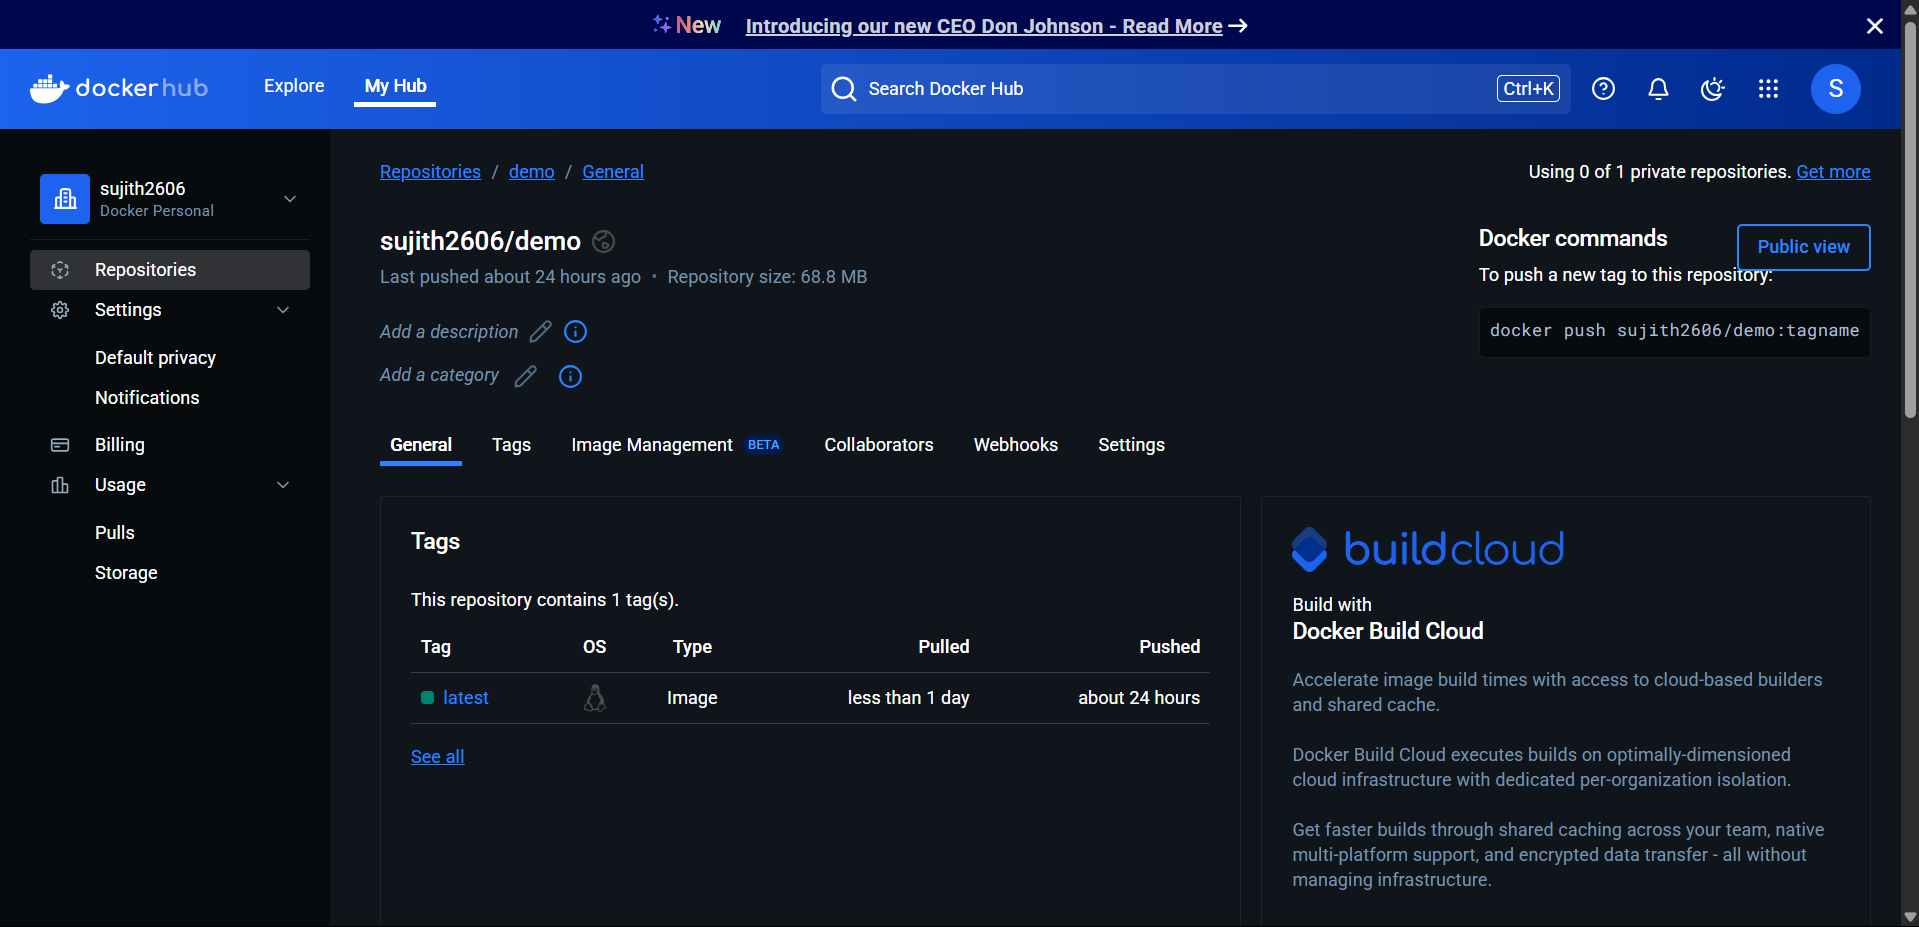 New Introducing our new CEO Don Johnson - Read More →
docker hub Explore My Hub Search Docker Hub Ctrl+K S
sujith2606
Docker Personal
Repositories
Settings
Default privacy
Notifications
Billing
Usage
Pulls
Storage
Repositories / demo / General
Using 0 of 1 private repositories. Get more
sujith2606/demo
Last pushed about 24 hours ago • Repository size: 68.8 MB
Add a description
Add a category
Docker commands
Public view
To push a new tag to this repository:
docker push sujith2606/demo:tagname
General Tags Image Management BETA Collaborators Webhooks Settings
Tags
This repository contains 1 tag(s).
Tag OS Type Pulled Pushed
latest Image less than 1 day about 24 hours
See all
buildcloud
Build with
Docker Build Cloud
Accelerate image build times with access to cloud-based builders
and shared cache.
Docker Build Cloud executes builds on optimally-dimensioned
cloud infrastructure with dedicated per-organization isolation.
Get faster builds through shared caching across your team, native
multi-platform support, and encrypted data transfer - all without
managing infrastructure.